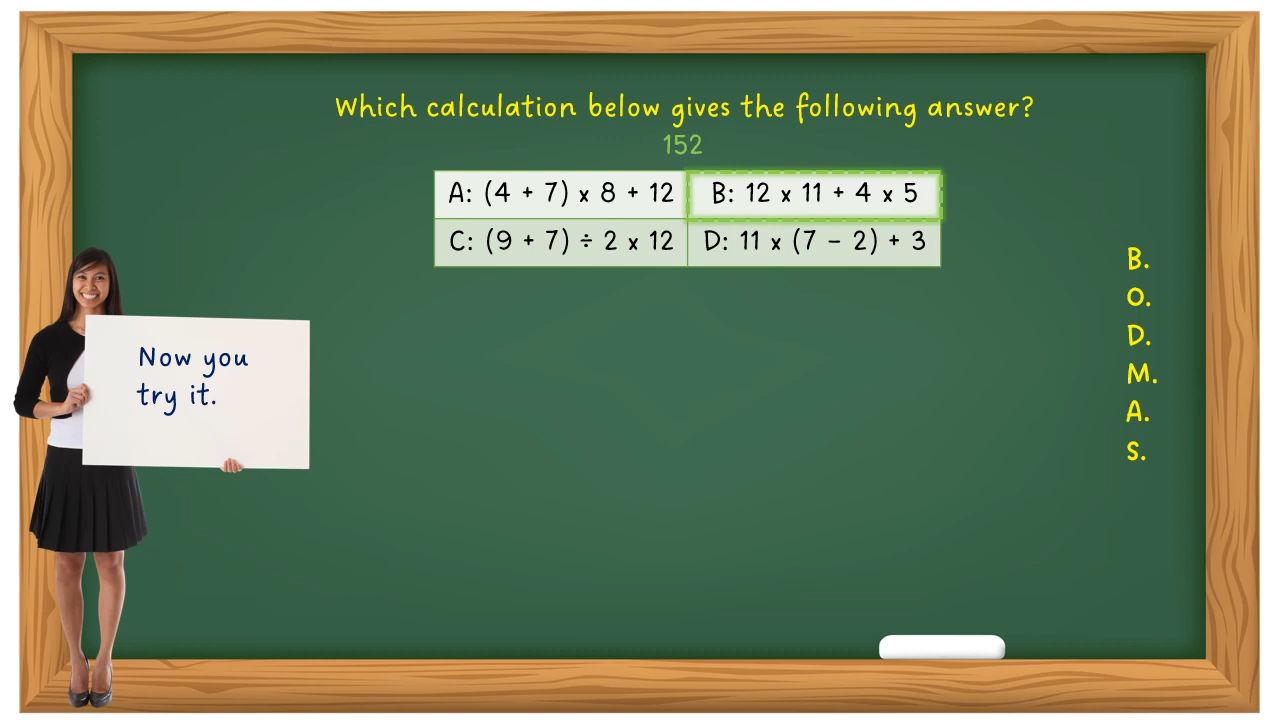 Which calculation below gives the following answer?
152
A: (4 + 7) x 8 + 12
B: 12 x 11 + 4 x 5
C: (9 + 7) ÷ 2 x 12
D: 11 x (7 – 2) + 3
Now you
try it.
B.
O.
D.
M.
A.
S.